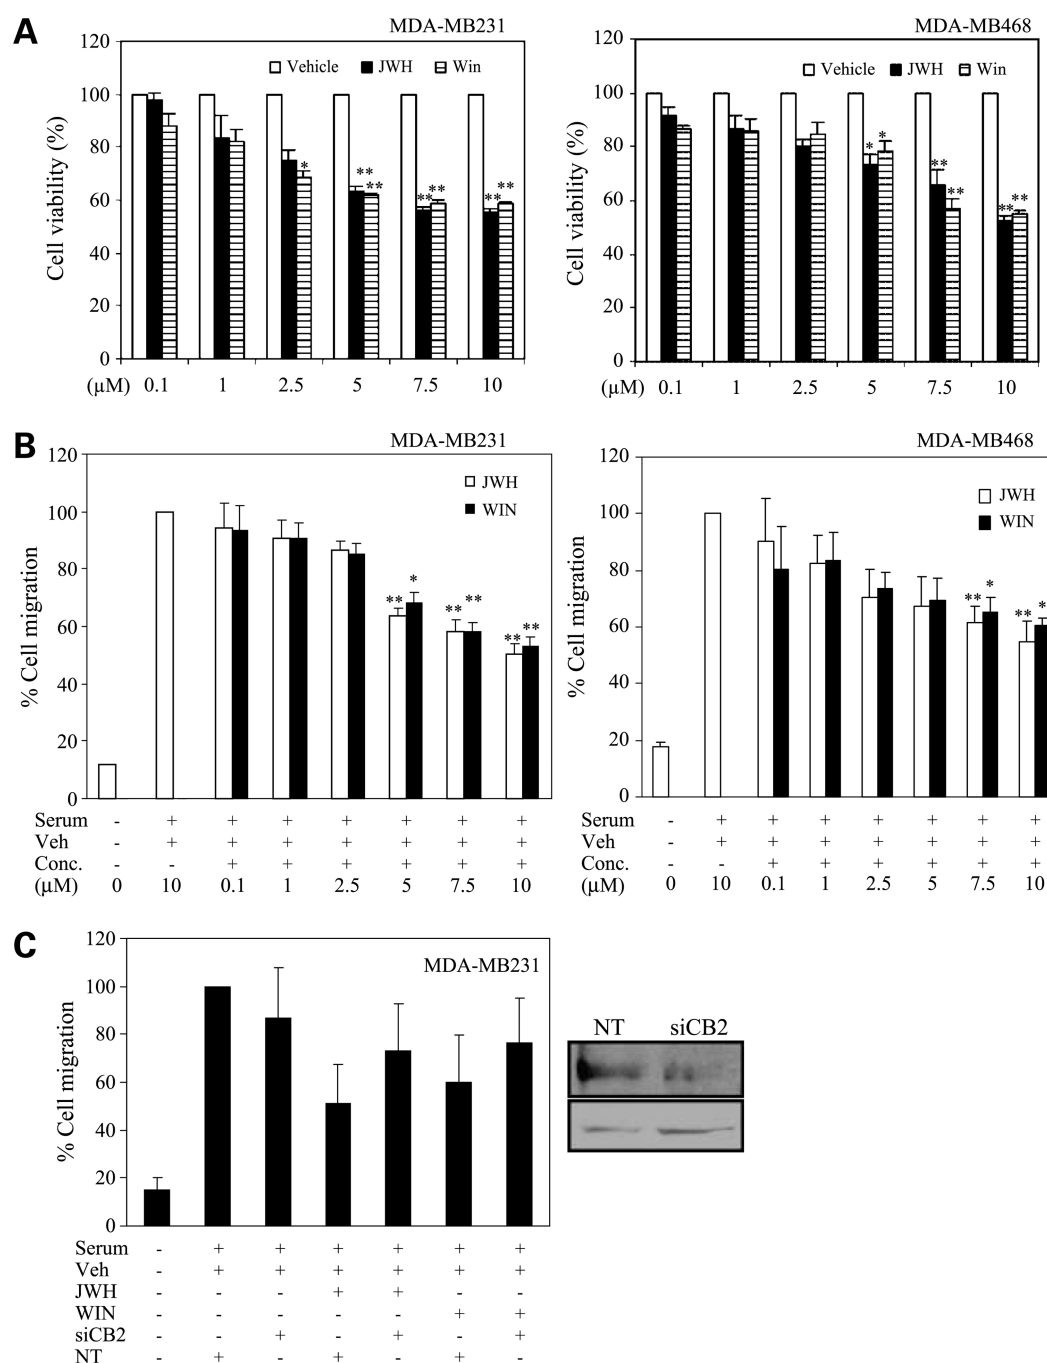 A
MDA-MB231
Vehicle JWH Win
Cell viability (%)
120
100
80
60
40
20
0
*
**
**
**
**
**
**
(µM) 0.1 1 2.5 5 7.5 10
MDA-MB468
Vehicle JWH Win
Cell viability (%)
120
100
80
60
40
20
0
*
*
**
**
**
**
(µM) 0.1 1 2.5 5 7.5 10
B
MDA-MB231
JWH
WIN
% Cell migration
120
100
80
60
40
20
0
**
*
**
**
**
**
Serum - + + + + + + +
Veh - + + + + + + +
Conc. - - + + + + + +
(µM) 0 10 0.1 1 2.5 5 7.5 10
MDA-MB468
JWH
WIN
% Cell migration
120
100
80
60
40
20
0
**
*
**
*
Serum - + + + + + + +
Veh - + + + + + + +
Conc. - - + + + + + +
(µM) 0 10 0.1 1 2.5 5 7.5 10
C
MDA-MB231
% Cell migration
120
100
80
60
40
20
0
Serum - + + + + + +
Veh - + + + + + +
JWH - - - + + - -
WIN - - - - - + +
siCB2 - - + - + - +
NT - + - + - + -
NT siCB2